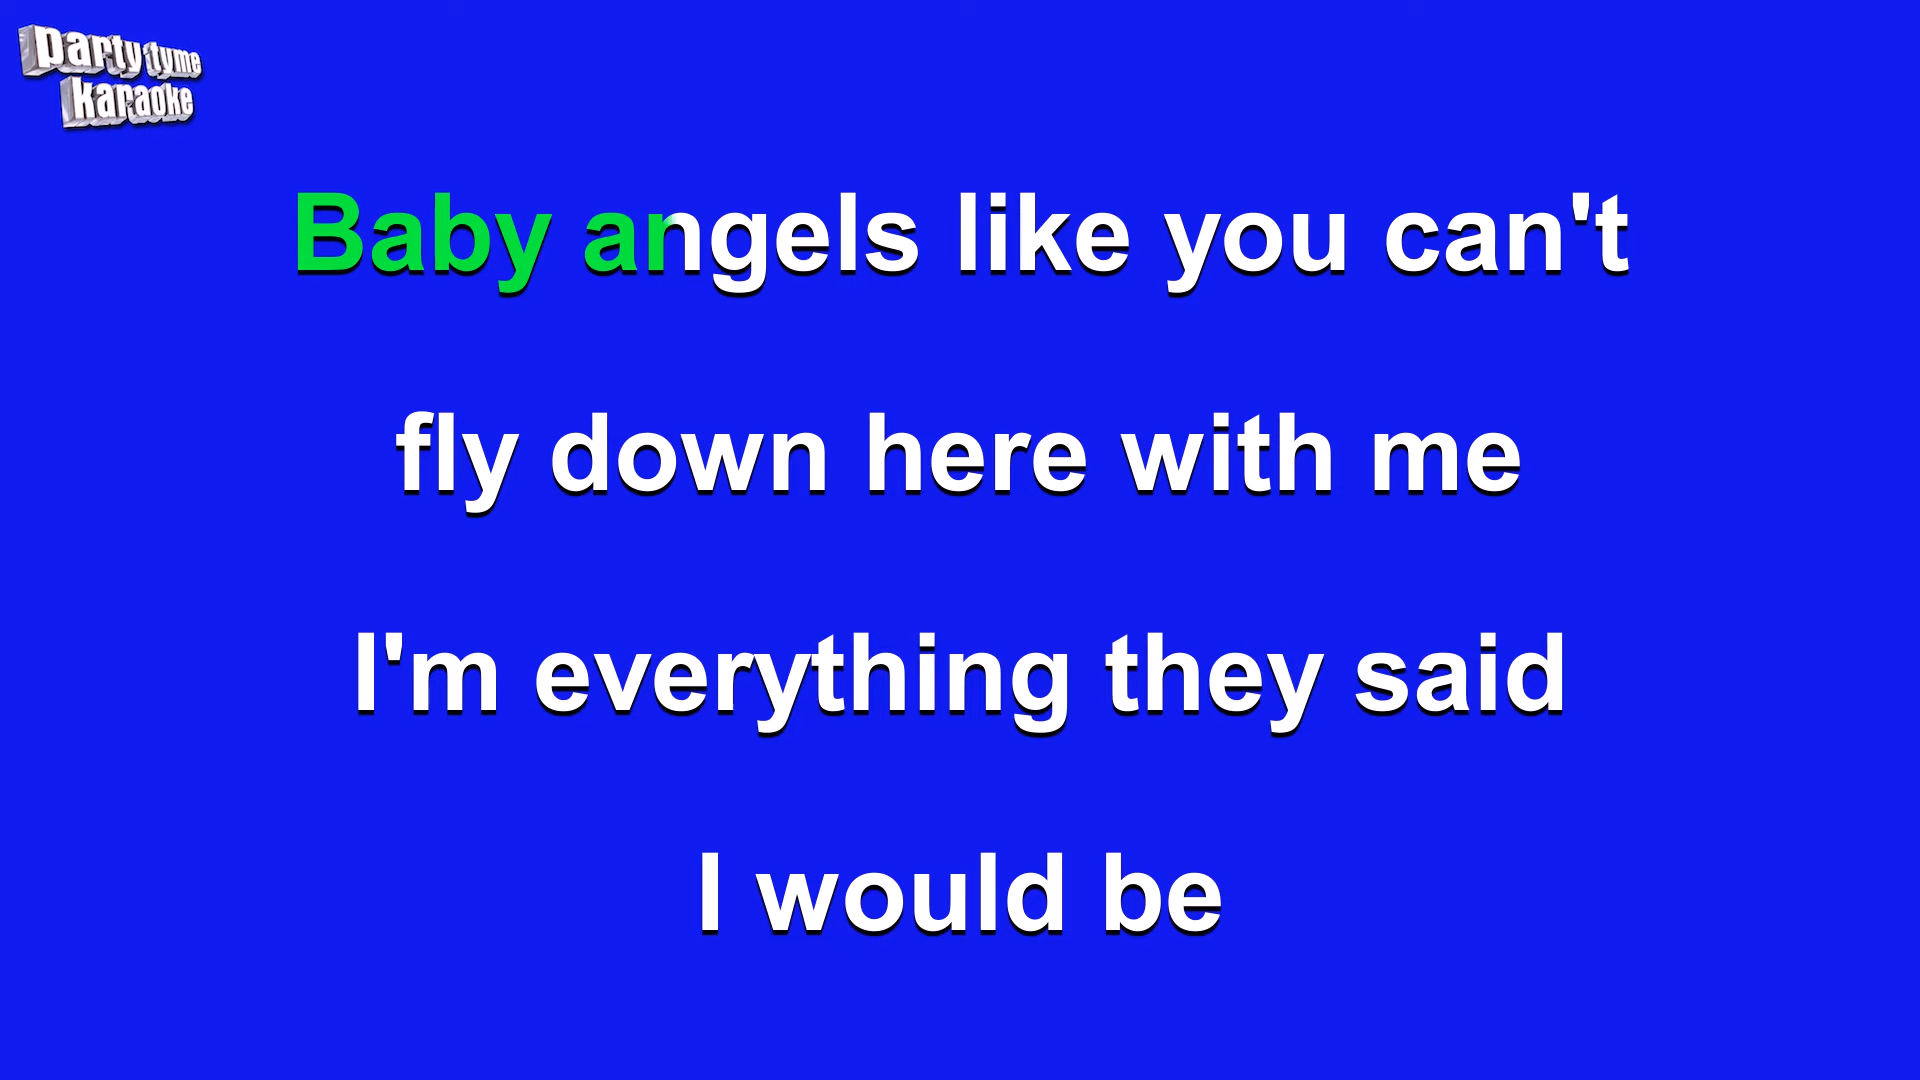 party tyme
karaoke
Baby angels like you can't
fly down here with me
I'm everything they said
I would be